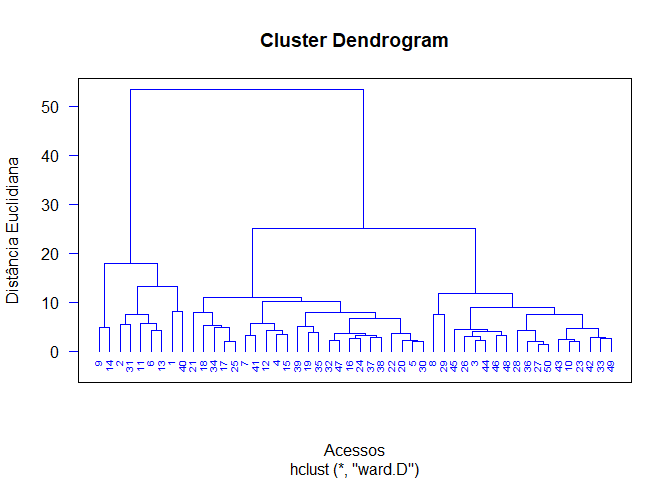 Cluster Dendrogram
Distância Euclidiana
50
40
30
20
10
0
9 14 2 31 11 6 13 1 40 21 18 34 17 25 7 41 12 4 15 39 19 35 32 47 16 24 37 38 22 20 5 30 8 29 45 26 3 44 46 48 28 36 27 50 43 10 23 42 33 49
Acessos
hclust (*, "ward.D")